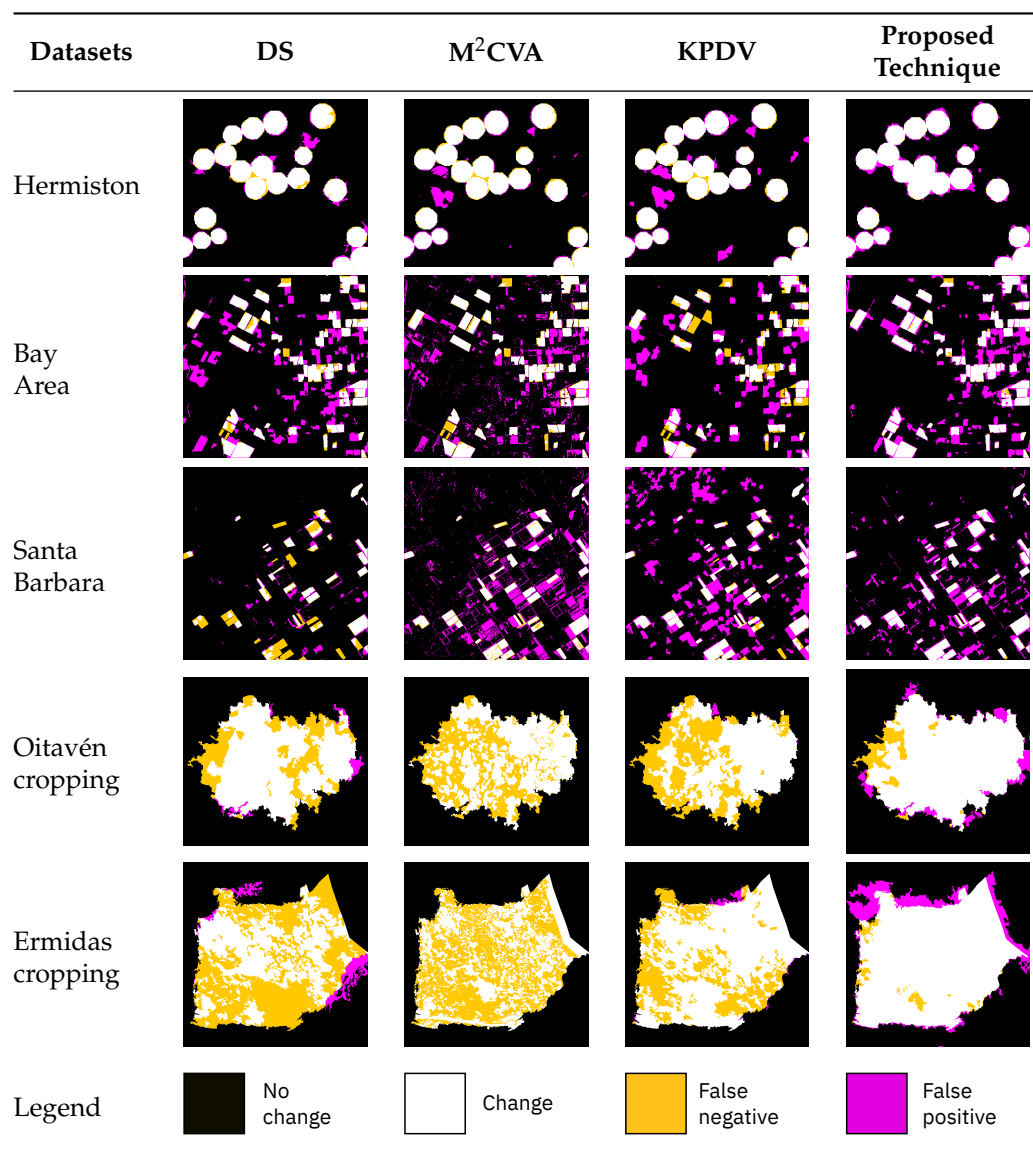 Datasets DS M²CVA KPDV Proposed
Technique
Hermiston
Bay
Area
Santa
Barbara
Oitavén
cropping
Ermidas
cropping
Legend No
change Change False
negative False
positive